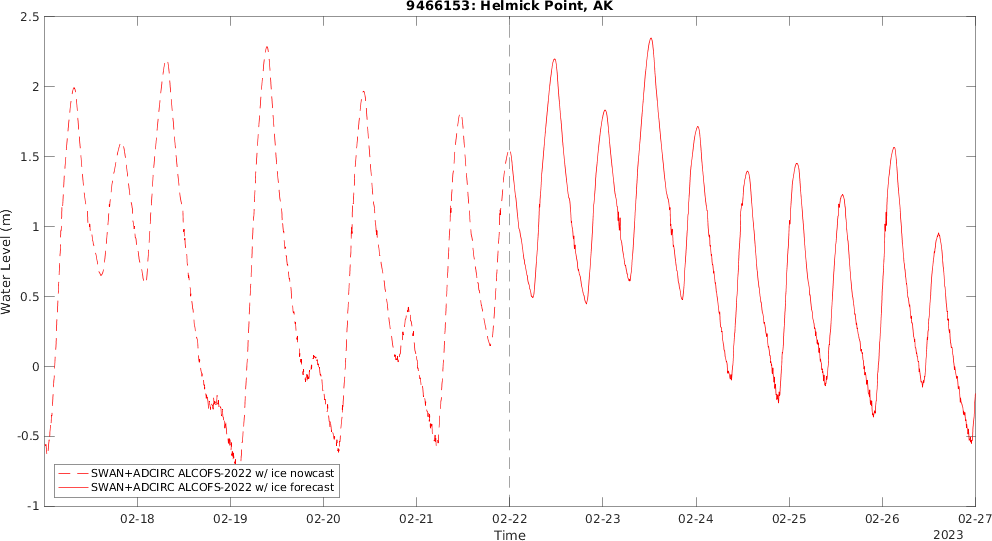 9466153: Helmick Point, AK
2.5
2
1.5
1
0.5
0
-0.5
-1
Water Level (m)
SWAN+ADCIRC ALCOFS-2022 w/ ice nowcast
SWAN+ADCIRC ALCOFS-2022 w/ ice forecast
02-18 02-19 02-20 02-21 02-22 02-23 02-24 02-25 02-26 02-27
Time
2023